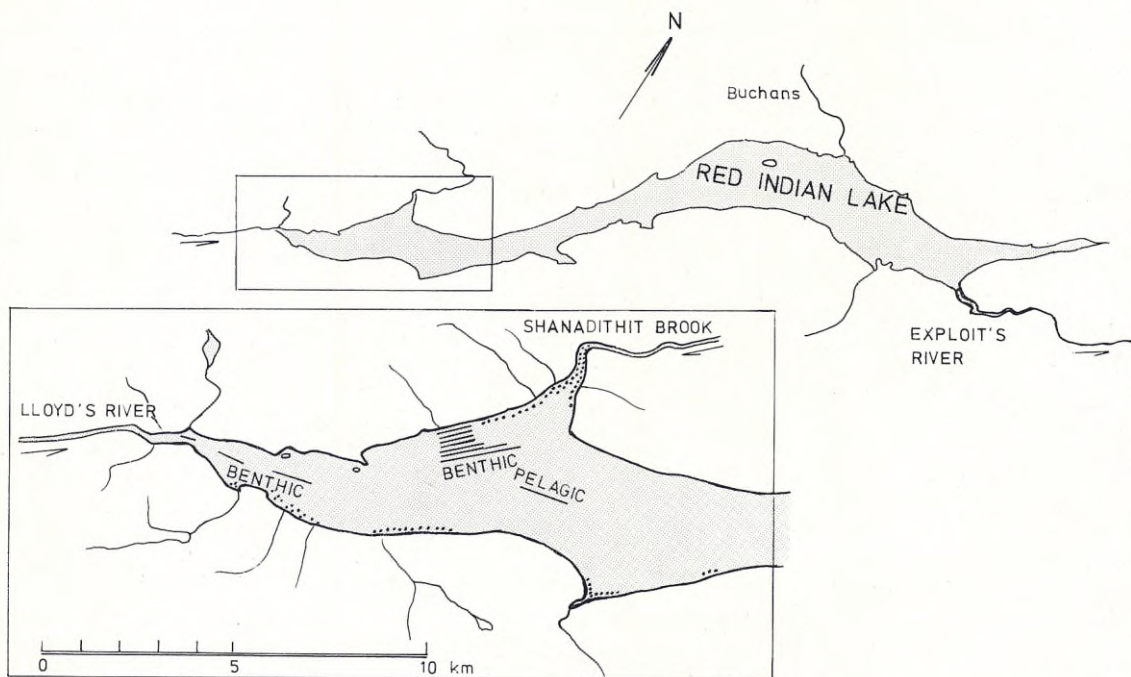 N
Buchans
RED INDIAN LAKE
EXPLOIT'S
RIVER
SHANADITHIT BROOK
LLOYD'S RIVER
BENTHIC
BENTHIC
PELAGIC
0 5 10 km